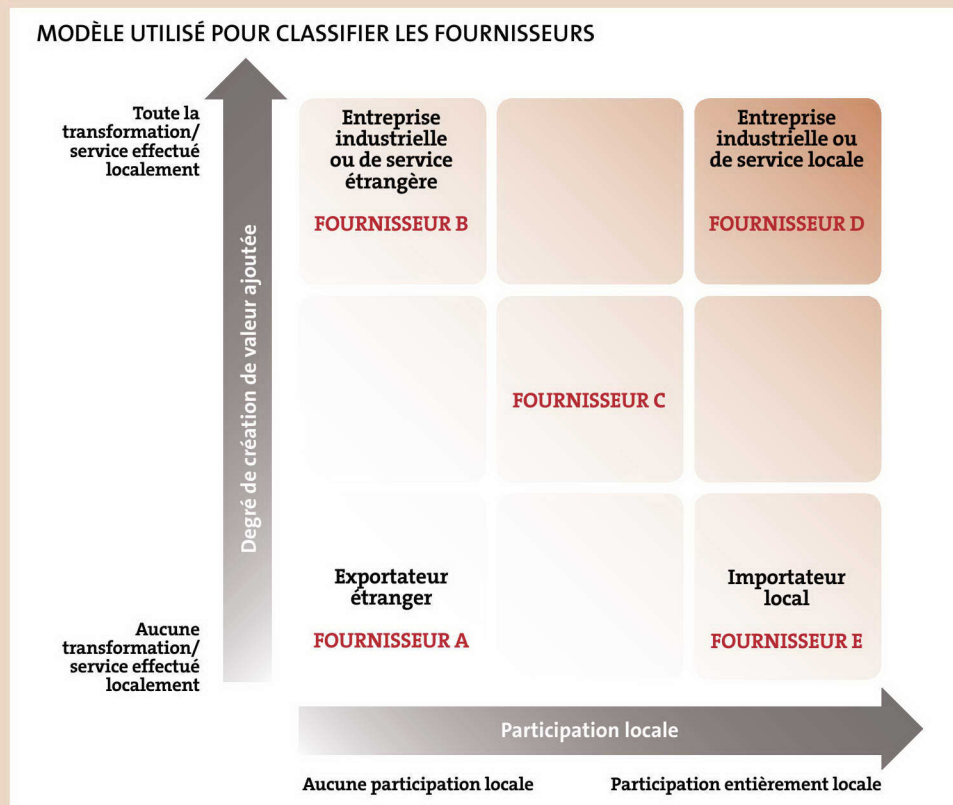 MODÈLE UTILISÉ POUR CLASSIFIER LES FOURNISSEURS
Toute la
transformation/
service effectué
localement
Degré de création de valeur ajoutée
Aucune
transformation/
service effectué
localement
Entreprise
industrielle
ou de service
étrangère
FOURNISSEUR B
Entreprise
industrielle ou
de service locale
FOURNISSEUR D
FOURNISSEUR C
Exportateur
étranger
FOURNISSEUR A
Importateur
local
FOURNISSEUR E
Participation locale
Aucune participation locale
Participation entièrement locale